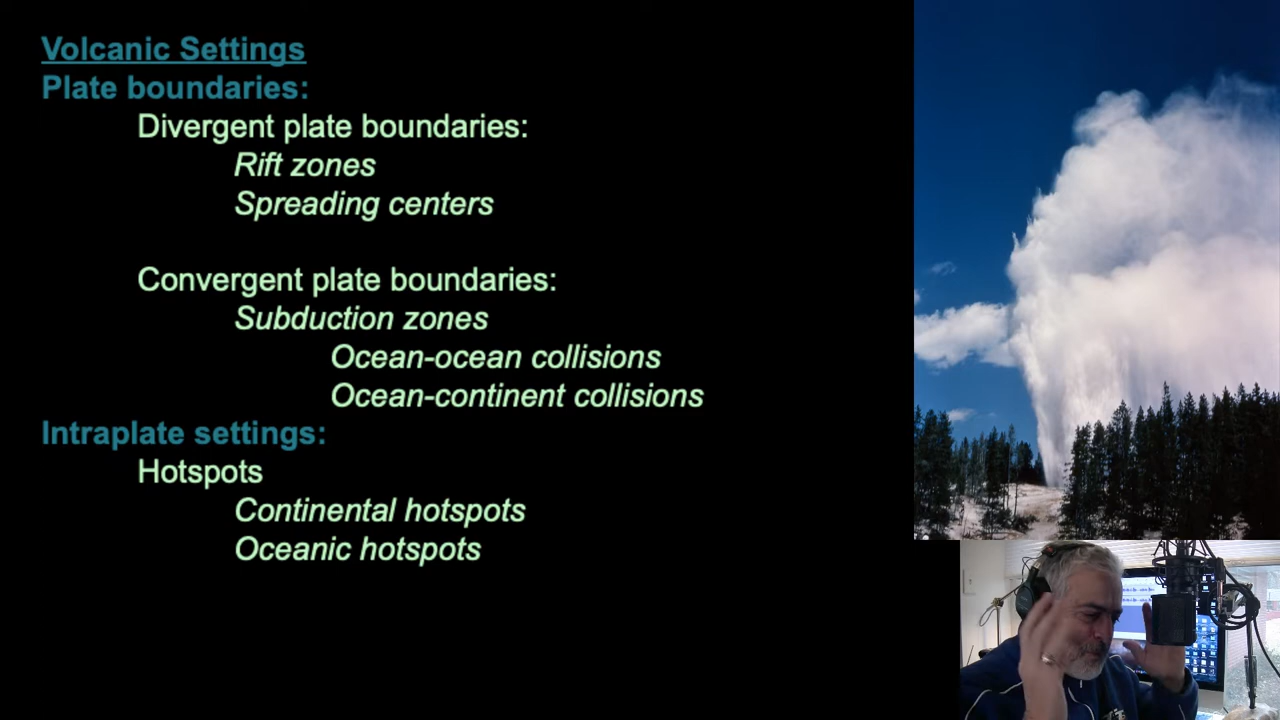 Volcanic Settings
Plate boundaries:
Divergent plate boundaries:
Rift zones
Spreading centers
Convergent plate boundaries:
Subduction zones
Ocean-ocean collisions
Ocean-continent collisions
Intraplate settings:
Hotspots
Continental hotspots
Oceanic hotspots